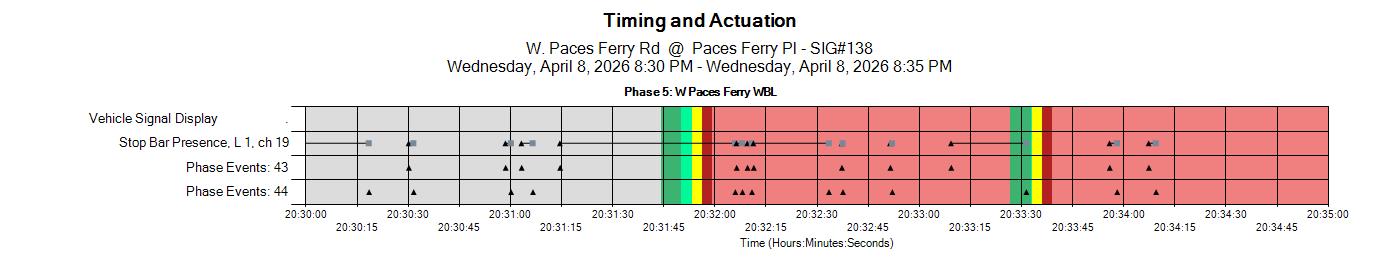 Timing and Actuation
W. Paces Ferry Rd @ Paces Ferry Pl - SIG#138
Wednesday, April 8, 2026 8:30 PM - Wednesday, April 8, 2026 8:35 PM
Phase 5: W Paces Ferry WBL
Vehicle Signal Display .
Stop Bar Presence, L 1, ch 19
Phase Events: 43
Phase Events: 44
20:30:00 20:30:30 20:31:00 20:31:30 20:32:00 20:32:30 20:33:00 20:33:30 20:34:00 20:34:30 20:35:00
20:30:15 20:30:45 20:31:15 20:31:45 20:32:15 20:32:45 20:33:15 20:33:45 20:34:15 20:34:45
Time (Hours:Minutes:Seconds)